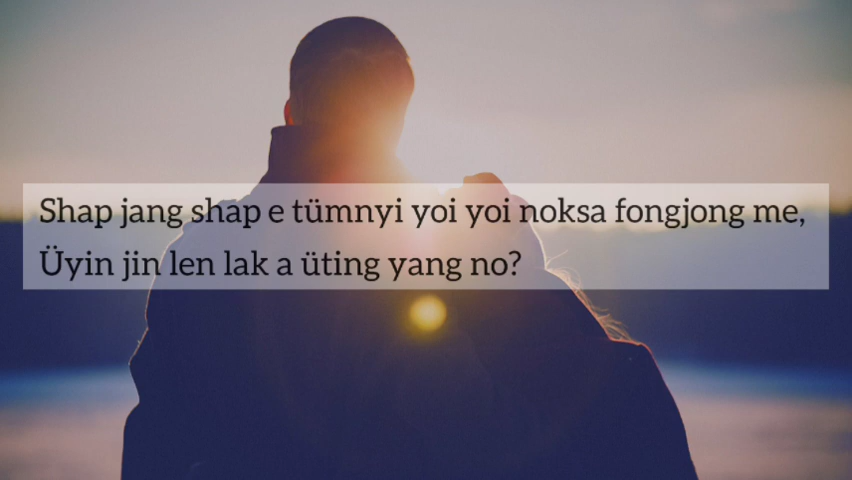 Shap jang shap e tümnyi yoi yoi noksa fongjong me,
Üyin jin len lak a üting yang no?